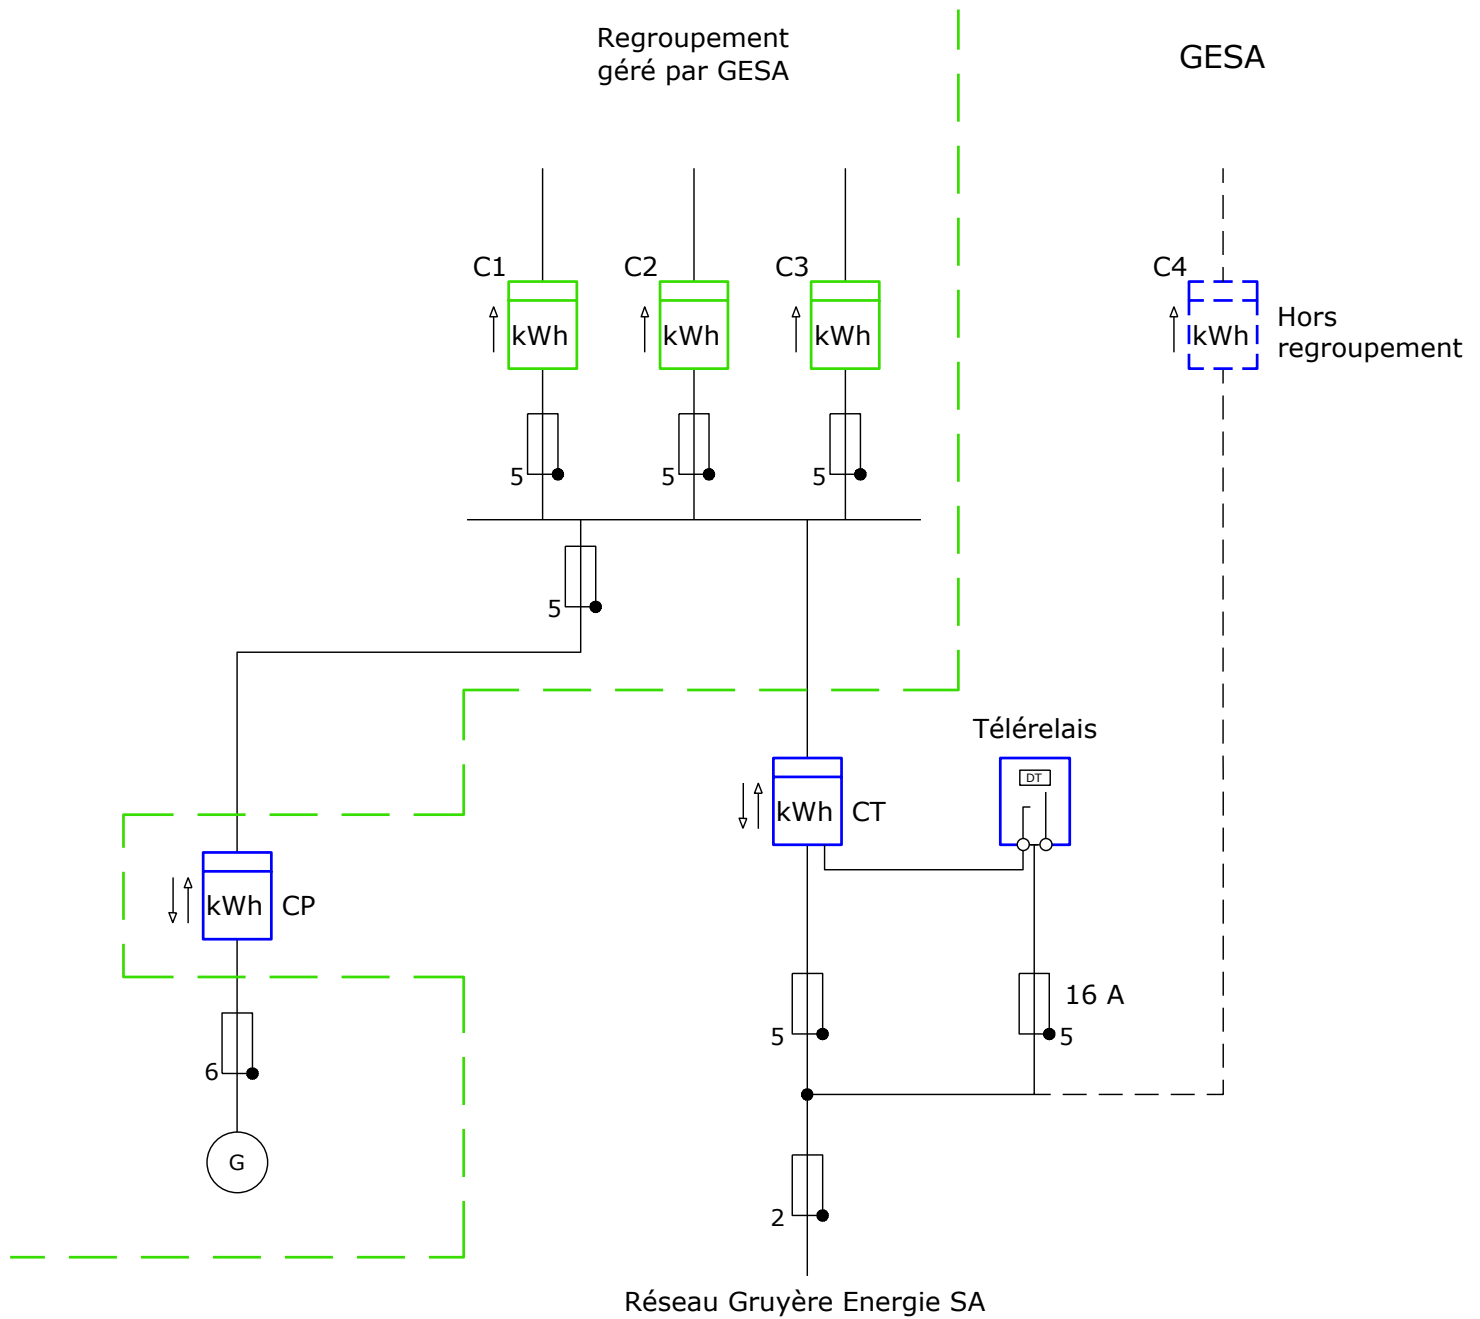 Regroupement
géré par GESA
GESA
C1
C2
C3
C4
kWh
kWh
kWh
kWh
Hors
regroupement
5
5
5
5
Télérelais
DT
kWh
CT
kWh
CP
16 A
5
5
6
G
2
Réseau Gruyère Energie SA